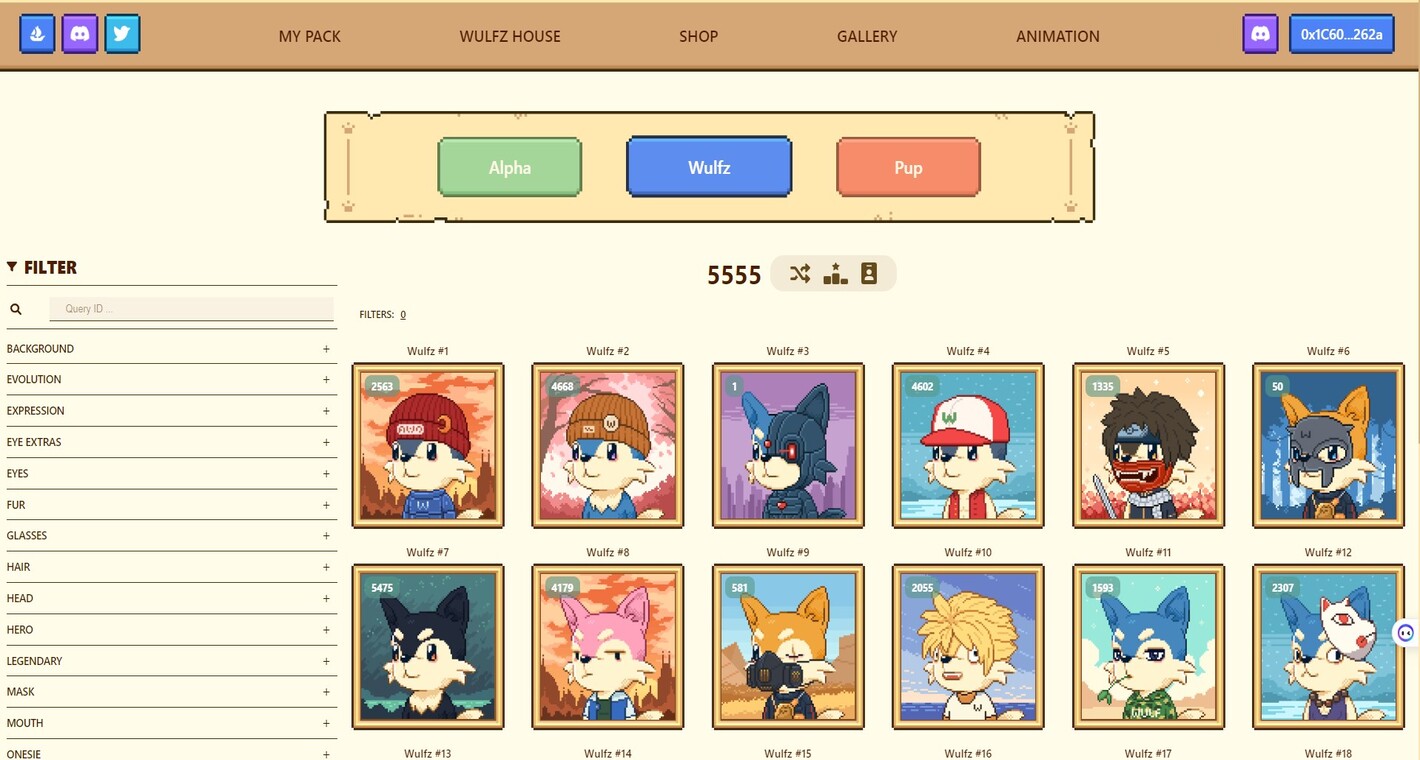 MY PACK WULFZ HOUSE SHOP GALLERY ANIMATION 0x1C60...262a
Alpha Wulfz Pup
FILTER
Query ID ...
BACKGROUND +
EVOLUTION +
EXPRESSION +
EYE EXTRAS +
EYES +
FUR +
GLASSES +
HAIR +
HEAD +
HERO +
LEGENDARY +
MASK +
MOUTH +
ONESIE +
5555
FILTERS: 0
Wulfz #1 Wulfz #2 Wulfz #3 Wulfz #4 Wulfz #5 Wulfz #6
2563 4668 1 4602 1335 50
W W W
W
Wulfz #7 Wulfz #8 Wulfz #9 Wulfz #10 Wulfz #11 Wulfz #12
5475 4179 581 2055 1593 2307
W WULF
Wulfz #13 Wulfz #14 Wulfz #15 Wulfz #16 Wulfz #17 Wulfz #18